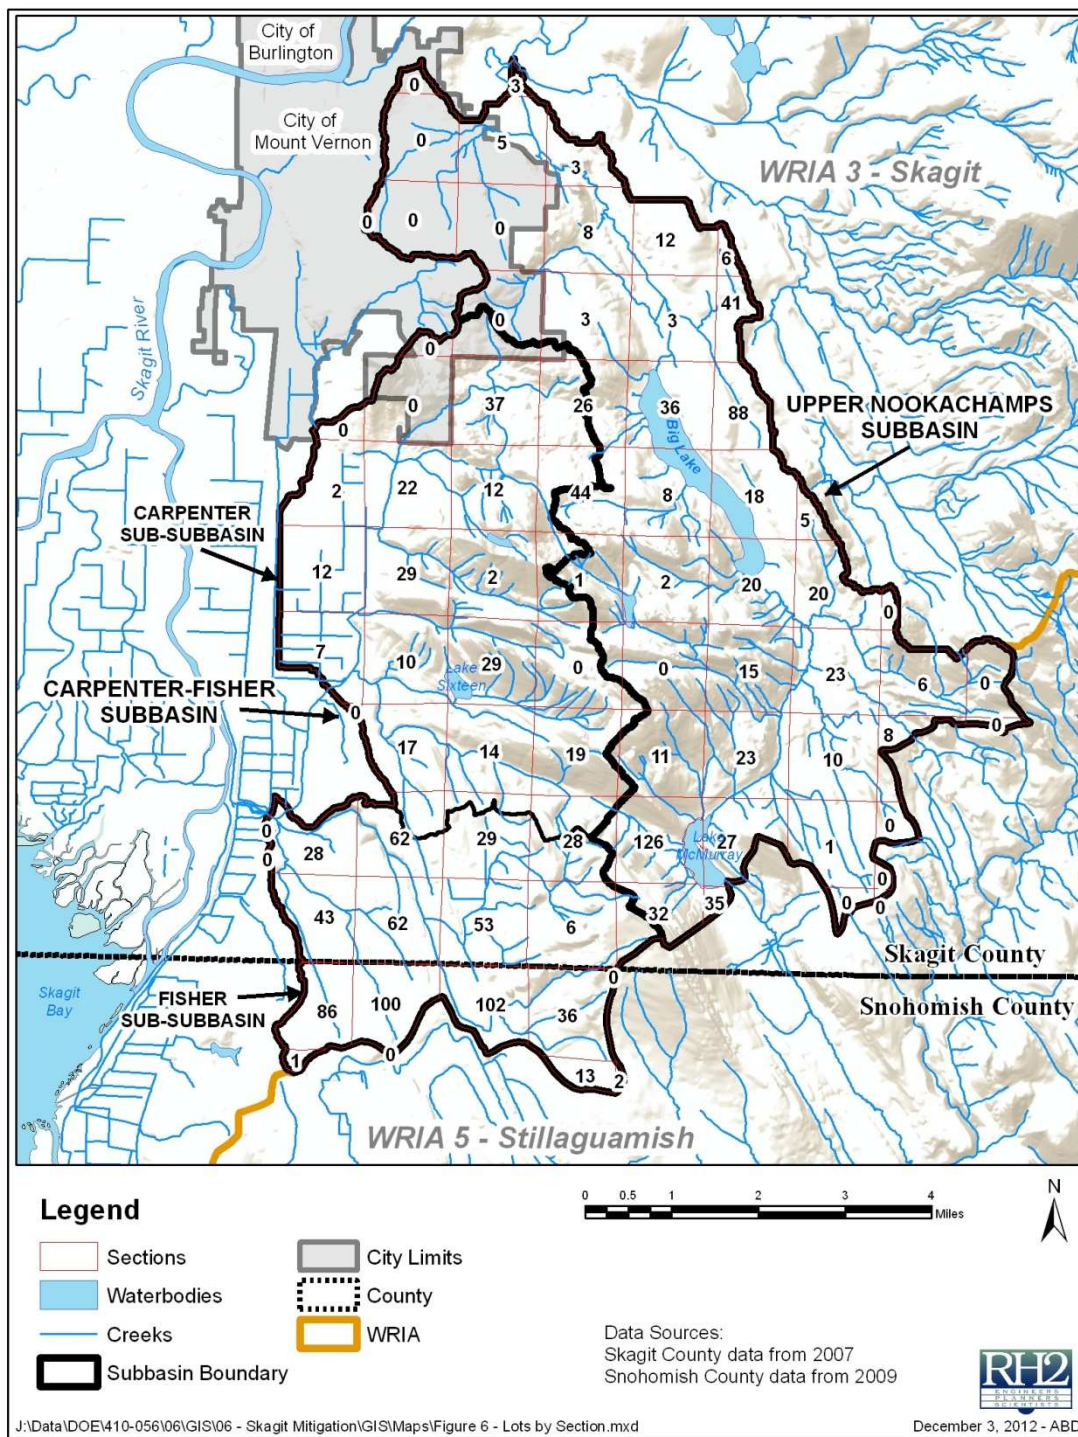 City of
Burlington
City of
Mount Vernon
0
3
0
5
3
WRIA 3 - Skagit
0
0
0
8
12
6
41
Skagit River
0
0
3
3
0
37
26
36
88
UPPER NOOKACHAMPS
SUBBASIN
0
Big Lake
2
22
12
44
8
18
5
CARPENTER
SUB-SUBBASIN
12
29
2
1
2
20
20
0
7
10
Lake
Sixteen
29
0
0
15
23
6
0
CARPENTER-FISHER
SUBBASIN
0
17
14
19
11
23
10
8
0
0
28
62
29
28
126
Lake
McMurray
27
1
0
0
0
43
62
53
6
32
35
0
0
Skagit County
Snohomish County
0
Skagit
Bay
FISHER
SUB-SUBBASIN
86
100
102
36
1
0
13
2
WRIA 5 - Stillaguamish
Legend
Sections
Waterbodies
Creeks
Subbasin Boundary
City Limits
County
WRIA
0 0.5 1 2 3 4
Miles
N
Data Sources:
Skagit County data from 2007
Snohomish County data from 2009
RH2
ENGINEERS
PLANNERS
SCIENTISTS
J:\Data\DOE\410-056\06\GIS\06 - Skagit Mitigation\GIS\Maps\Figure 6 - Lots by Section.mxd
December 3, 2012 - ABD